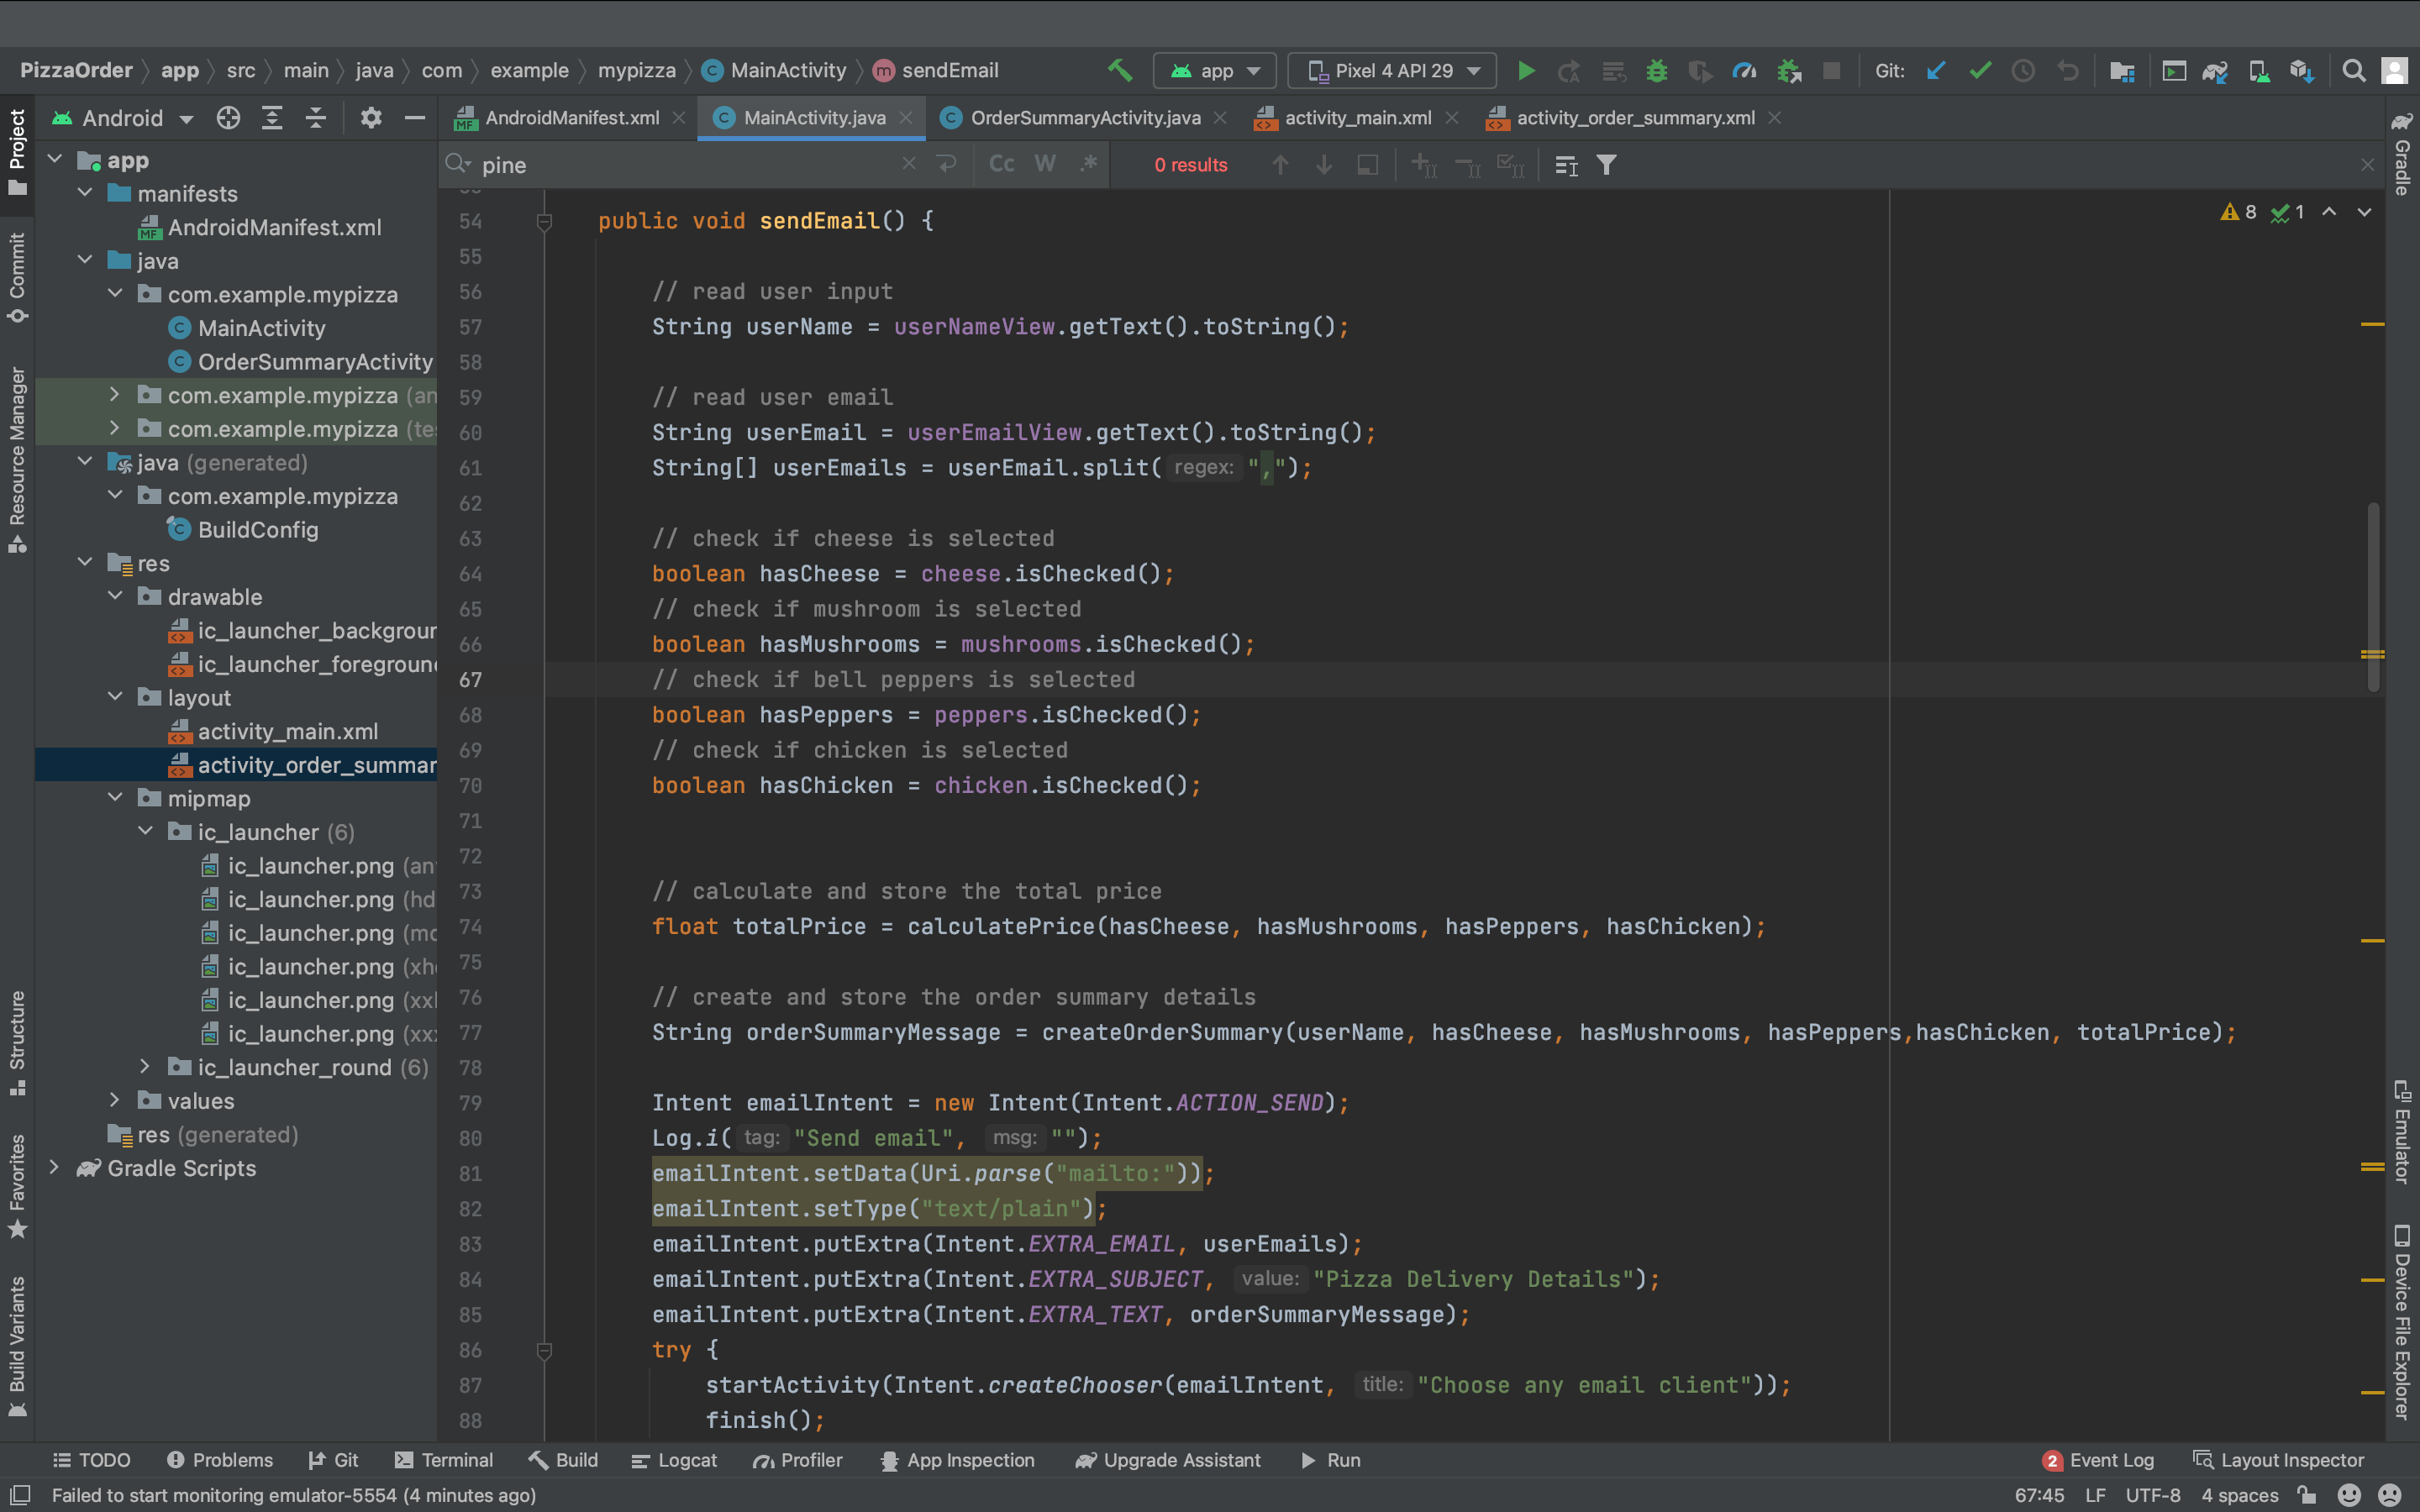 PizzaOrder app src main java com example mypizza MainActivity sendEmail app Pixel 4 API 29 Git:
Android
AndroidManifest.xml MainActivity.java OrderSummaryActivity.java activity_main.xml activity_order_summary.xml
pine Cc W .* 0 results
8 1
Project
Commit
Resource Manager
Structure
Favorites
Build Variants
app
manifests
AndroidManifest.xml
java
com.example.mypizza
MainActivity
OrderSummaryActivity
com.example.mypizza (an
com.example.mypizza (te
java (generated)
com.example.mypizza
BuildConfig
res
drawable
ic_launcher_backgroun
ic_launcher_foreground
layout
activity_main.xml
activity_order_summar
mipmap
ic_launcher (6)
ic_launcher.png (an
ic_launcher.png (hd
ic_launcher.png (md
ic_launcher.png (xh
ic_launcher.png (xx
ic_launcher.png (xxx
ic_launcher_round (6)
values
res (generated)
Gradle Scripts
54 public void sendEmail() {
55
56 // read user input
57 String userName = userNameView.getText().toString();
58
59 // read user email
60 String userEmail = userEmailView.getText().toString();
61 String[] userEmails = userEmail.split( regex: ",");
62
63 // check if cheese is selected
64 boolean hasCheese = cheese.isChecked();
65 // check if mushroom is selected
66 boolean hasMushrooms = mushrooms.isChecked();
67 // check if bell peppers is selected
68 boolean hasPeppers = peppers.isChecked();
69 // check if chicken is selected
70 boolean hasChicken = chicken.isChecked();
71
72
73 // calculate and store the total price
74 float totalPrice = calculatePrice(hasCheese, hasMushrooms, hasPeppers, hasChicken);
75
76 // create and store the order summary details
77 String orderSummaryMessage = createOrderSummary(userName, hasCheese, hasMushrooms, hasPeppers,hasChicken, totalPrice);
78
79 Intent emailIntent = new Intent(Intent.ACTION_SEND);
80 Log.i( tag: "Send email", msg: "");
81 emailIntent.setData(Uri.parse("mailto:"));
82 emailIntent.setType("text/plain");
83 emailIntent.putExtra(Intent.EXTRA_EMAIL, userEmails);
84 emailIntent.putExtra(Intent.EXTRA_SUBJECT, value: "Pizza Delivery Details");
85 emailIntent.putExtra(Intent.EXTRA_TEXT, orderSummaryMessage);
86 try {
87 startActivity(Intent.createChooser(emailIntent, title: "Choose any email client"));
88 finish();
Gradle
Emulator
Device File Explorer
TODO Problems Git Terminal Build Logcat Profiler App Inspection Upgrade Assistant Run 2 Event Log Layout Inspector
Failed to start monitoring emulator-5554 (4 minutes ago) 67:45 LF UTF-8 4 spaces